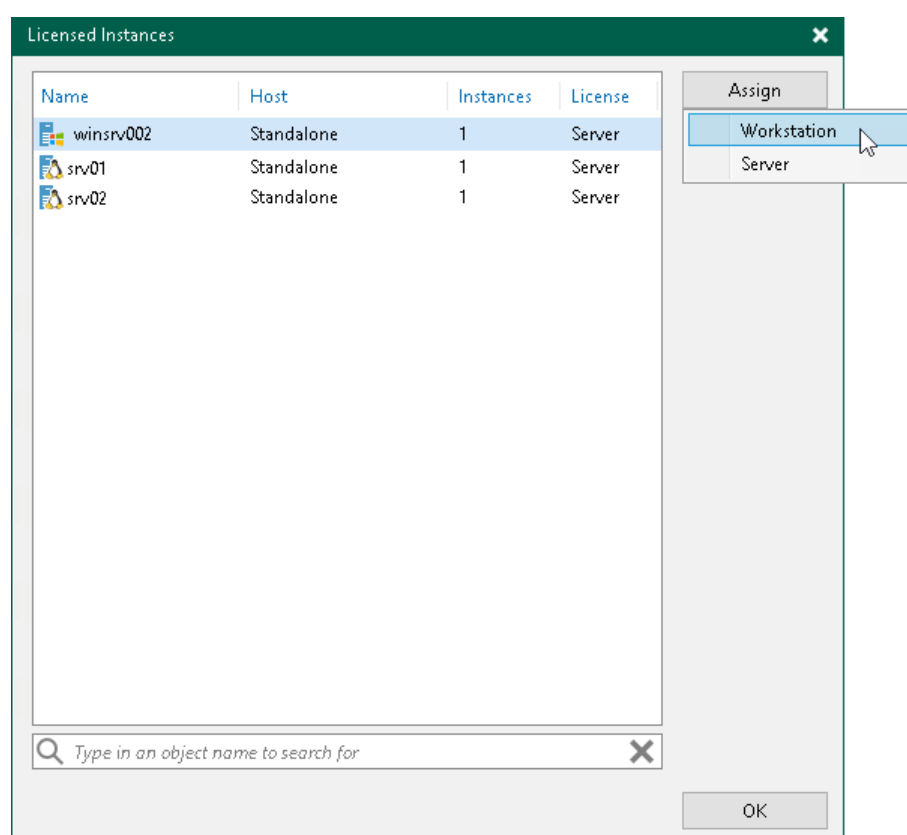 Licensed Instances
Name Host Instances License
winsrv002 Standalone 1 Server
srv01 Standalone 1 Server
srv02 Standalone 1 Server
Assign
Workstation
Server
Type in an object name to search for
OK